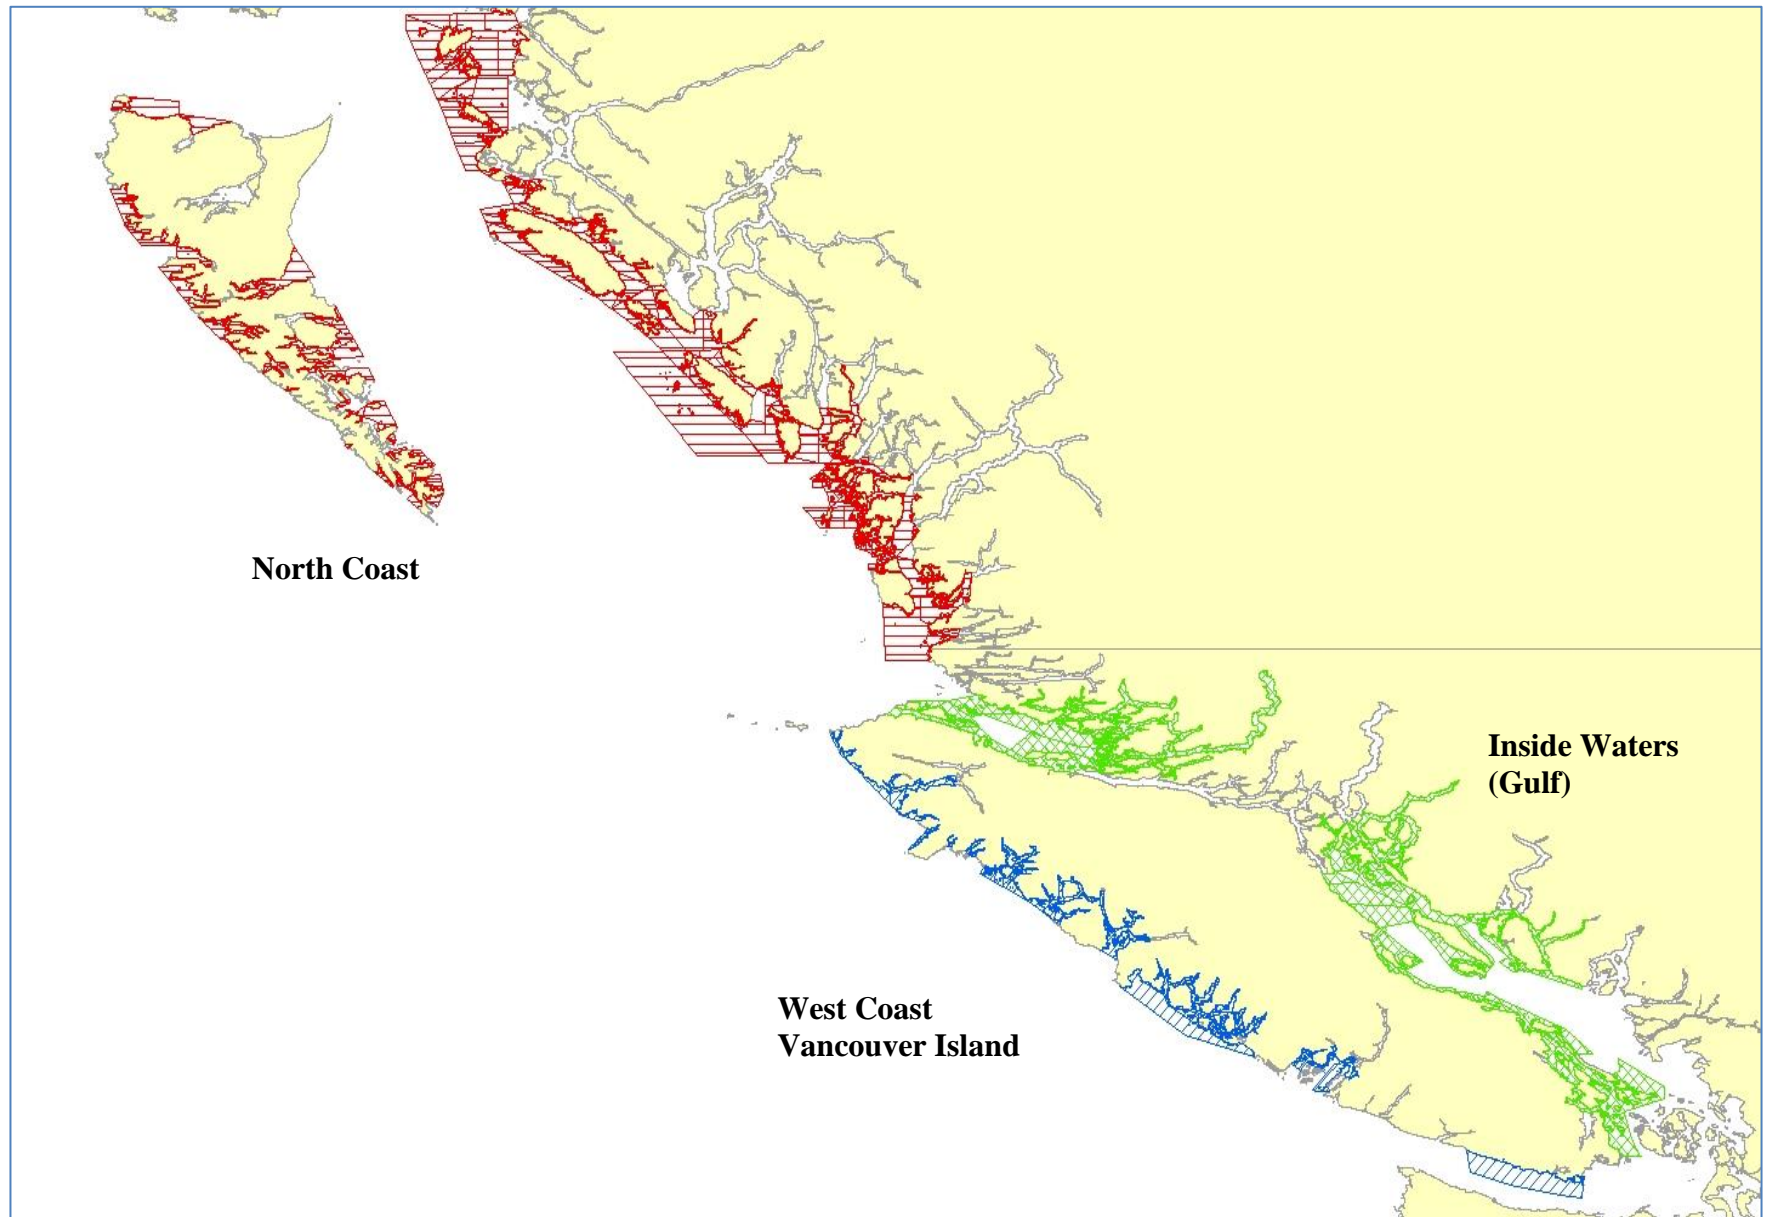 North Coast
Inside Waters
(Gulf)
West Coast
Vancouver Island